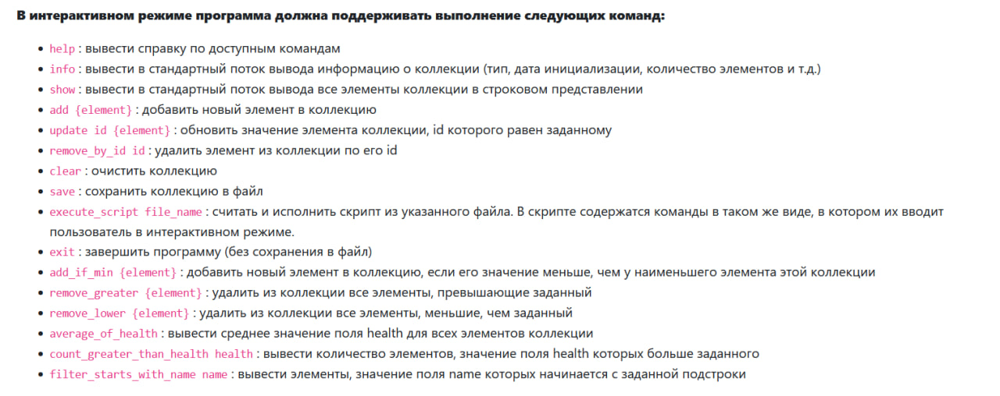 В интерактивном режиме программа должна поддерживать выполнение следующих команд:
• help : вывести справку по доступным командам
• info : вывести в стандартный поток вывода информацию о коллекции (тип, дата инициализации, количество элементов и т.д.)
• show : вывести в стандартный поток вывода все элементы коллекции в строковом представлении
• add {element} : добавить новый элемент в коллекцию
• update id {element} : обновить значение элемента коллекции, id которого равен заданному
• remove_by_id id : удалить элемент из коллекции по его id
• clear : очистить коллекцию
• save : сохранить коллекцию в файл
• execute_script file_name : считать и исполнить скрипт из указанного файла. В скрипте содержатся команды в таком же виде, в котором их вводит
пользователь в интерактивном режиме.
• exit : завершить программу (без сохранения в файл)
• add_if_min {element} : добавить новый элемент в коллекцию, если его значение меньше, чем у наименьшего элемента этой коллекции
• remove_greater {element} : удалить из коллекции все элементы, превышающие заданный
• remove_lower {element} : удалить из коллекции все элементы, меньшие, чем заданный
• average_of_health : вывести среднее значение поля health для всех элементов коллекции
• count_greater_than_health health : вывести количество элементов, значение поля health которых больше заданного
• filter_starts_with_name name : вывести элементы, значение поля name которых начинается с заданной подстроки